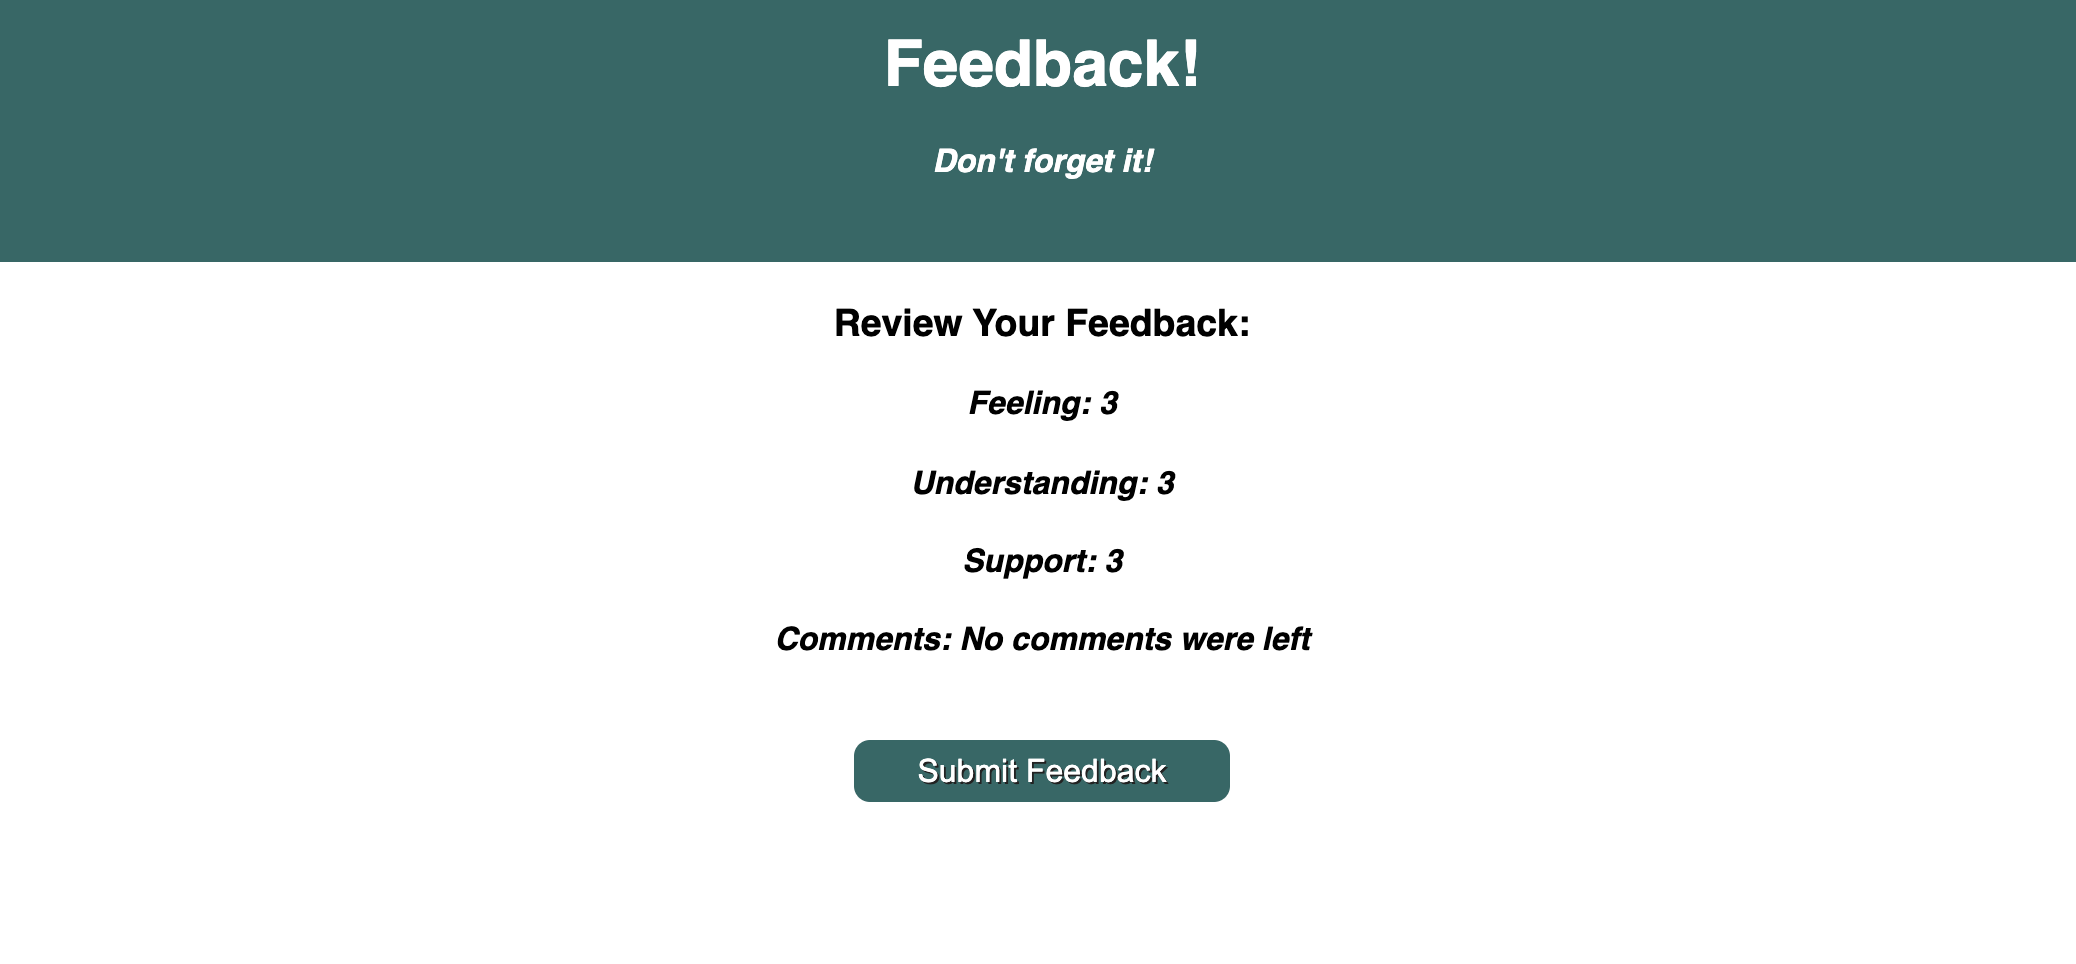 Feedback!
Don't forget it!
Review Your Feedback:
Feeling: 3
Understanding: 3
Support: 3
Comments: No comments were left
Submit Feedback